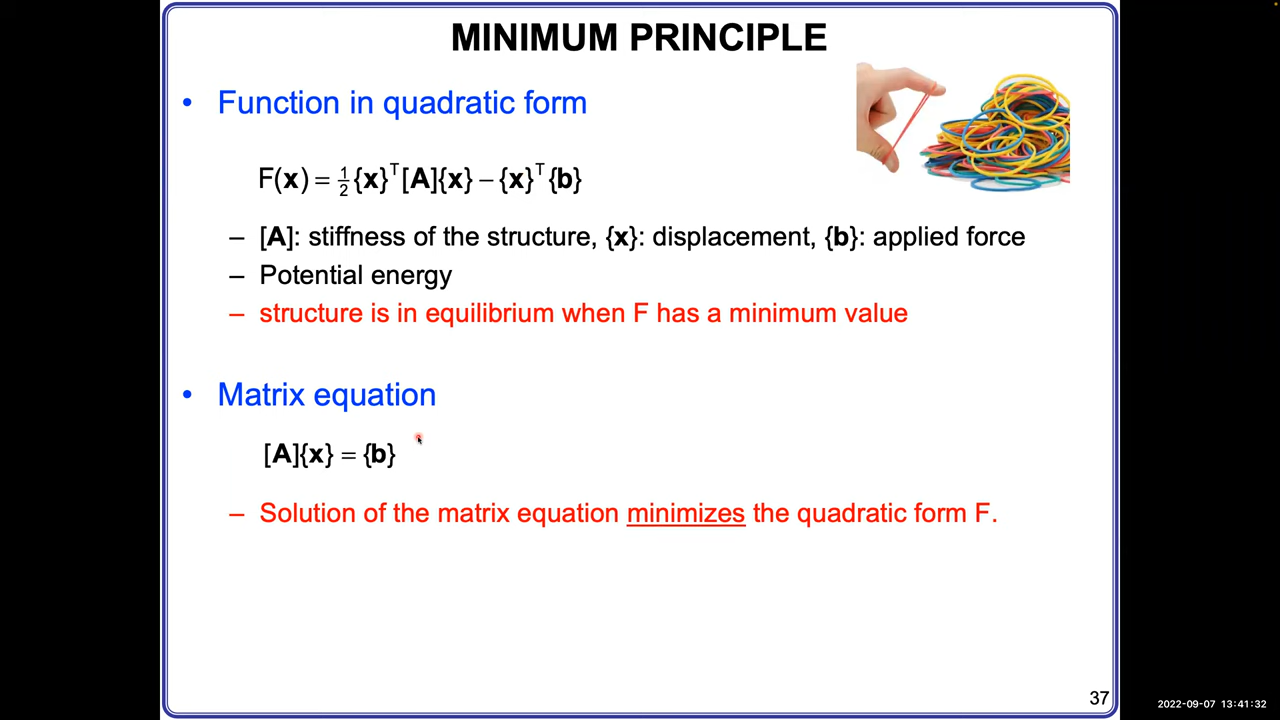 MINIMUM PRINCIPLE
• Function in quadratic form
F(x) = ½{x}ᵀ[A]{x} – {x}ᵀ{b}
– [A]: stiffness of the structure, {x}: displacement, {b}: applied force
– Potential energy
– structure is in equilibrium when F has a minimum value
• Matrix equation
[A]{x} = {b}
– Solution of the matrix equation minimizes the quadratic form F.
37
2022-09-07 13:41:32